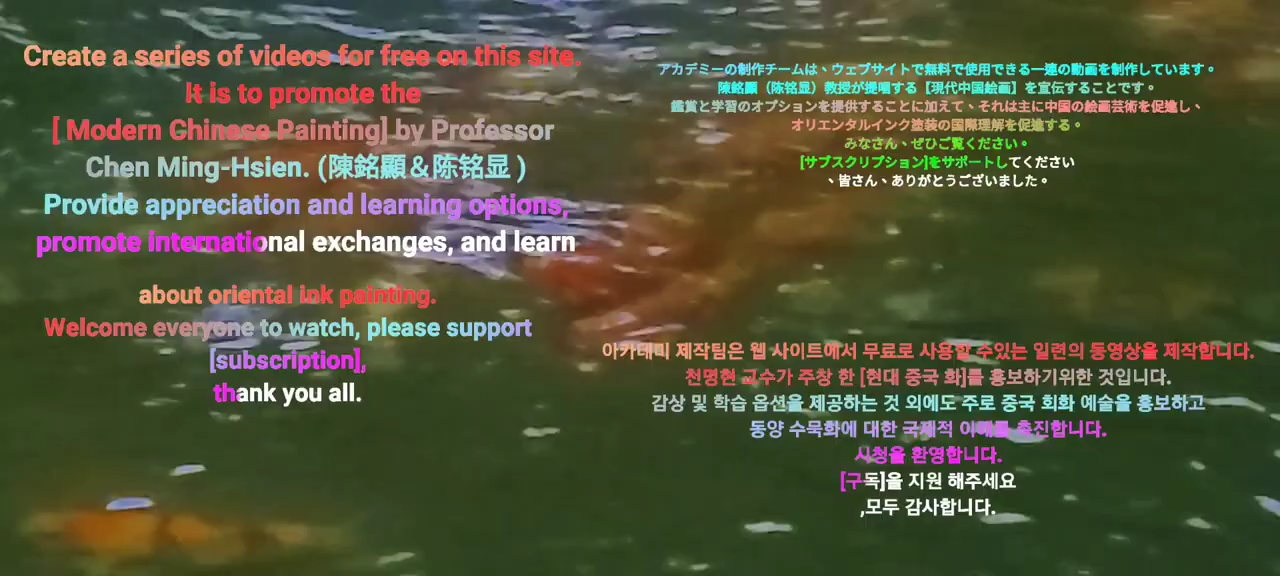 Create a series of videos for free on this site.
It is to promote the
[ Modern Chinese Painting] by Professor
Chen Ming-Hsien. (陳銘顯＆陈铭显 )
Provide appreciation and learning options,
promote international exchanges, and learn
about oriental ink painting.
Welcome everyone to watch, please support
[subscription],
thank you all.
アカデミーの制作チームは、ウェブサイトで無料で使用できる一連の動画を制作しています。
陳銘顯（陈铭显）教授が提唱する【現代中国絵画】を宣伝することです。
鑑賞と学習のオプションを提供することに加えて、それは主に中国の絵画芸術を促進し、
オリエンタルインク塗装の国際理解を促進する。
みなさん、ぜひご覧ください。
[サブスクリプション]をサポートしてください
、皆さん、ありがとうございました。
아카데미 제작팀은 웹 사이트에서 무료로 사용할 수있는 일련의 동영상을 제작합니다.
천명현 교수가 주창 한 [현대 중국 화]를 홍보하기위한 것입니다.
감상 및 학습 옵션을 제공하는 것 외에도 주로 중국 회화 예술을 홍보하고
동양 수묵화에 대한 국제적 이해를 촉진합니다.
시청을 환영합니다.
[구독]을 지원 해주세요
,모두 감사합니다.